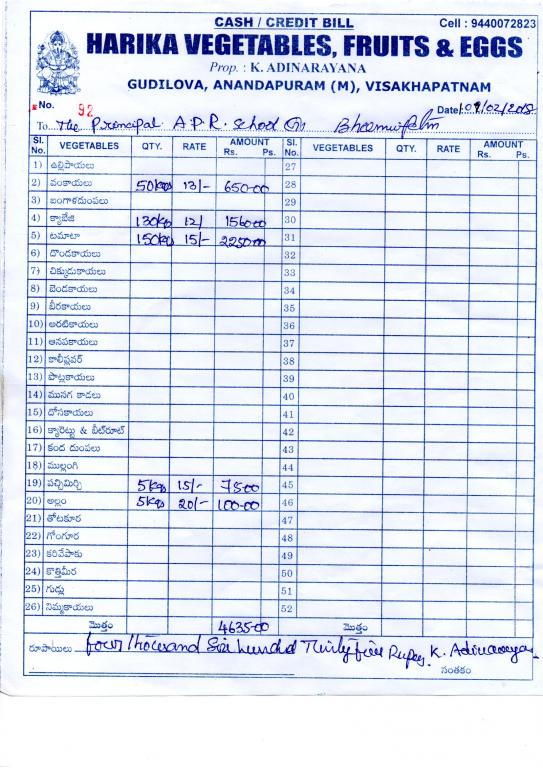 CASH / CREDIT BILL Cell : 9440072823
HARIKA VEGETABLES, FRUITS & EGGS
Prop. : K. ADINARAYANA
GUDILOVA, ANANDAPURAM (M), VISAKHAPATNAM
No. 92 Date 09/02/2018
To The Principal A P R. School
Sl. No. VEGETABLES QTY. RATE AMOUNT Rs. Ps. Sl. No. VEGETABLES QTY. RATE AMOUNT Rs. Ps.
1) ఉల్లిపాయలు 27
2) వంకాయలు 50kgs 13/- 650-00 28
3) బంగాళదుంపలు 29
4) క్యాబేజి 130kg 12/ 1560-00 30
5) టమాటా 150kg 15/- 2250-00 31
6) దొండకాయలు 32
7) చిక్కుడుకాయలు 33
8) బెండకాయలు 34
9) బీరకాయలు 35
10) అరటికాయలు 36
11) ఆనపకాయలు 37
12) కాలీఫ్లవర్ 38
13) పొట్లకాయలు 39
14) మునగ కాడలు 40
15) దోసకాయలు 41
16) క్యారెట్టు & బీట్‌రూట్ 42
17) కంద దుంపలు 43
18) ముల్లంగి 44
19) పచ్చిమిర్చి 5kgs 15/- 75-00 45
20) అల్లం 5kgs 20/- 100-00 46
21) తోటకూర 47
22) గోంగూర 48
23) కరివేపాకు 49
24) కొత్తిమీర 50
25) గుడ్లు 51
26) నిమ్మకాయలు 52
మొత్తం 4635-00 మొత్తం
రూపాయలు four Thousand Six hundred Thirty five Rupees. K. Adinarayana
సంతకం